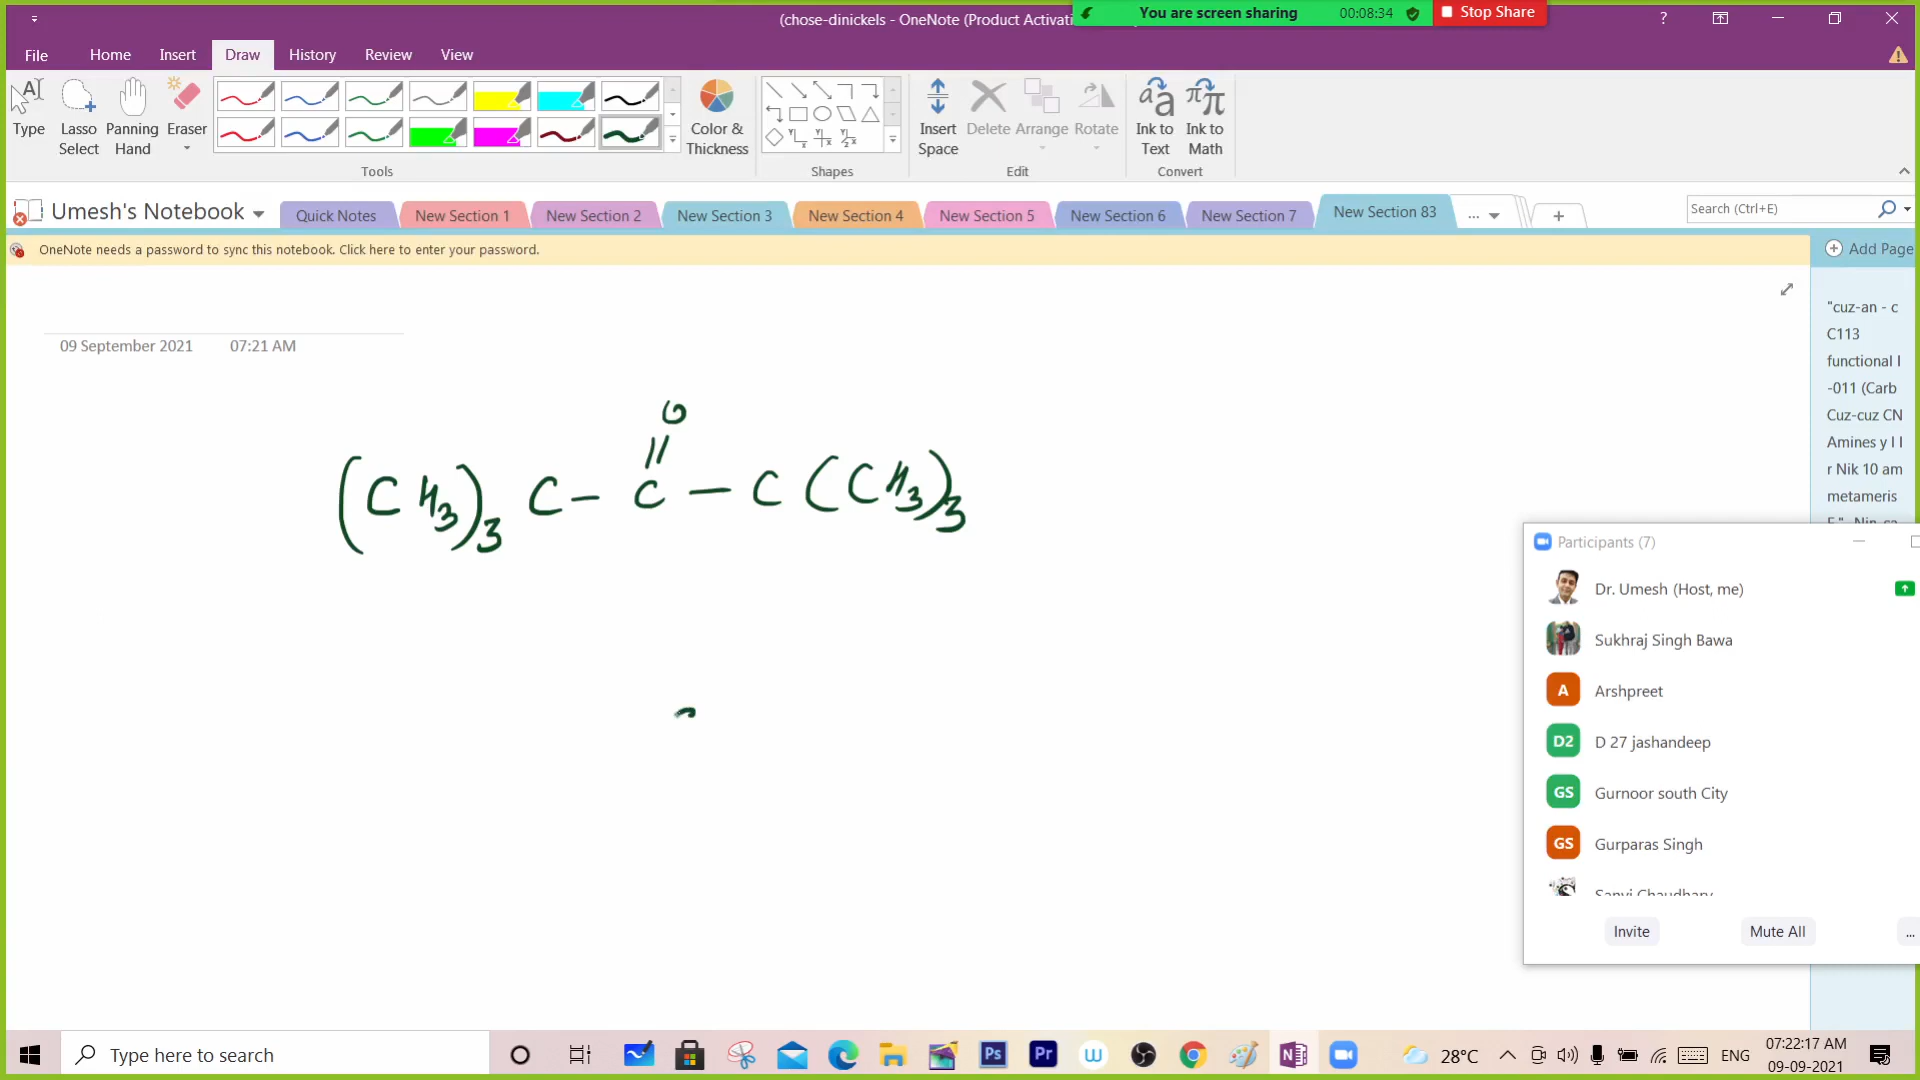 (chose-dinickels - OneNote (Product Activati
You are screen sharing 00:08:34 Stop Share
File Home Insert Draw History Review View
Type Lasso Select Panning Hand Eraser
Color & Thickness
Insert Space Delete Arrange Rotate
Ink to Text Ink to Math
Tools Shapes Edit Convert
Umesh's Notebook Quick Notes New Section 1 New Section 2 New Section 3 New Section 4 New Section 5 New Section 6 New Section 7 New Section 83 ... Search (Ctrl+E)
OneNote needs a password to sync this notebook. Click here to enter your password.
Add Page
09 September 2021 07:21 AM
O
||
(CH3)3 C - C - C (CH3)3
"cuz-an - c
C113
functional I
-011 (Carb
Cuz-cuz CN
Amines y I I
r Nik 10 am
metameris
Participants (7)
Dr. Umesh (Host, me)
Sukhraj Singh Bawa
A Arshpreet
D2 D 27 jashandeep
GS Gurnoor south City
GS Gurparas Singh
Sanvi Chaudhary
Invite Mute All ...
Type here to search
Ps Pr W N
28°C ENG
07:22:17 AM
09-09-2021